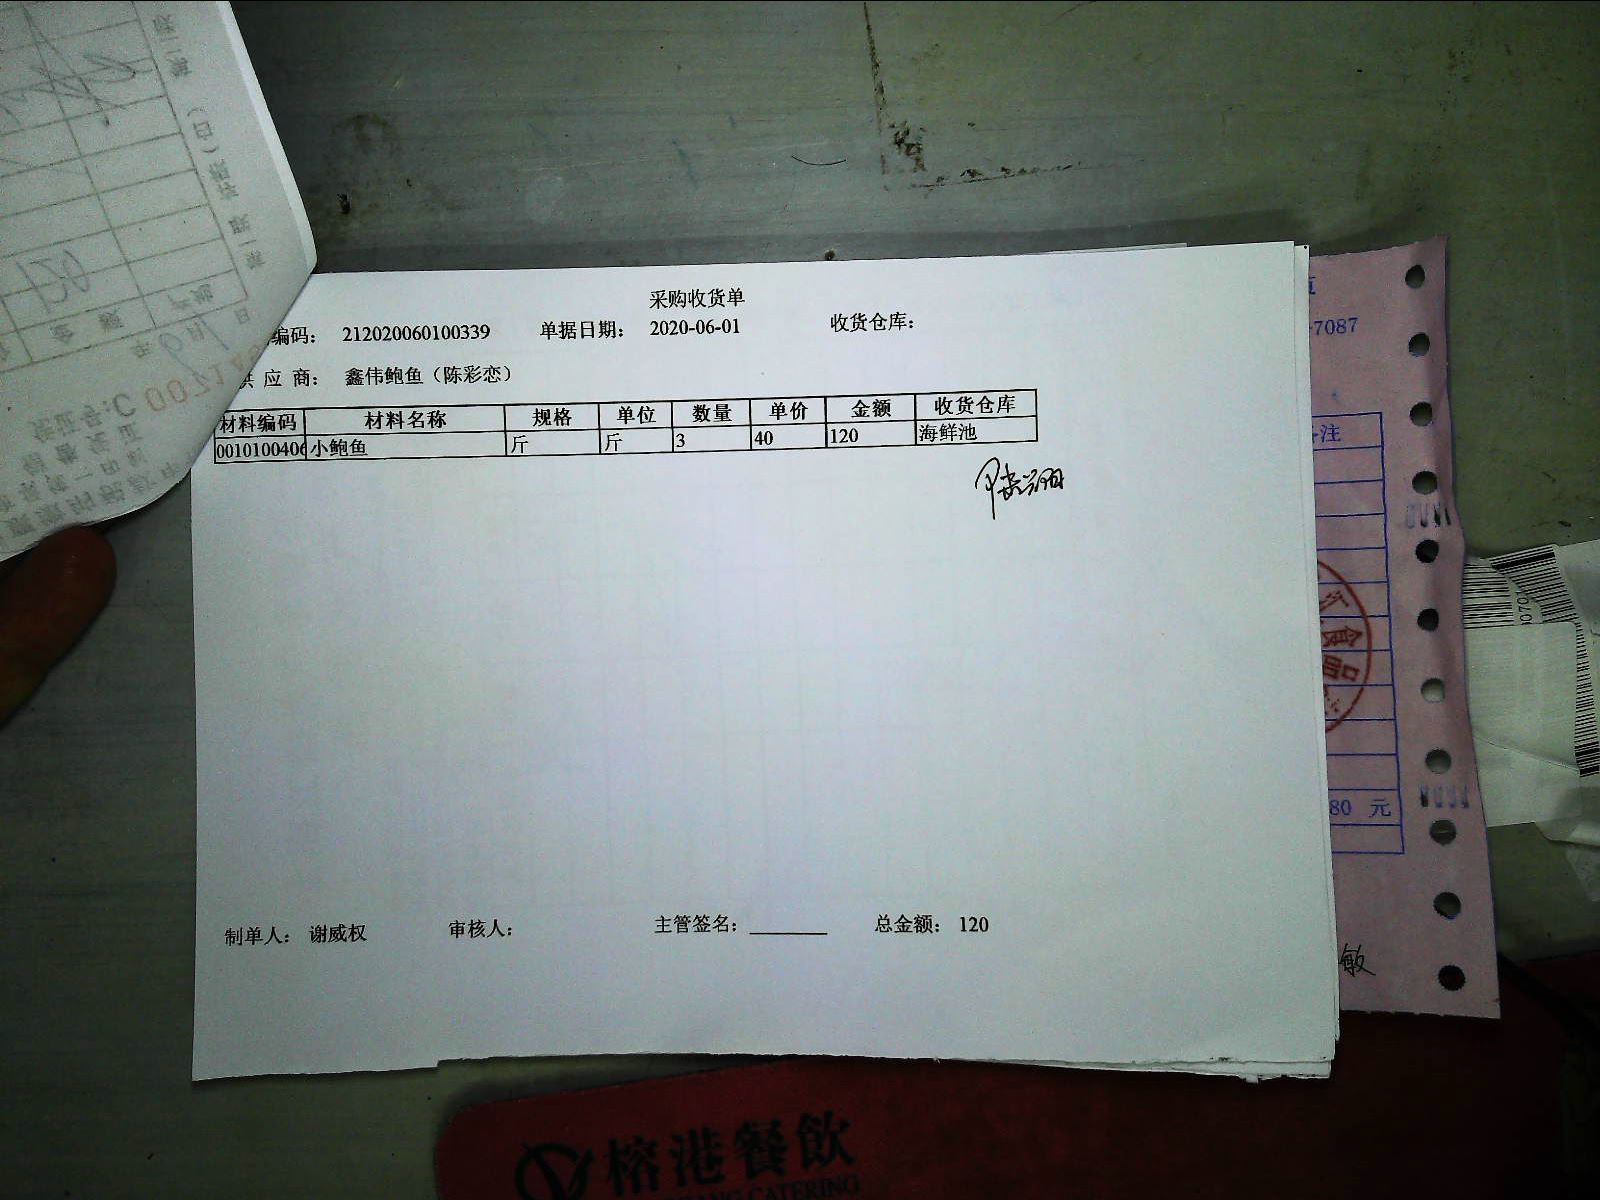 采购收货单
编码： 212020060100339 单据日期： 2020-06-01 收货仓库：
供 应 商： 鑫伟鲍鱼（陈彩恋）
材料编码 材料名称 规格 单位 数量 单价 金额 收货仓库
0010100406 小鲍鱼 斤 斤 3 40 120 海鲜池
制单人： 谢威权 审核人： 主管签名： 总金额： 120
-7087
注
食品
80 元
敏
榕港餐飲
CATERING